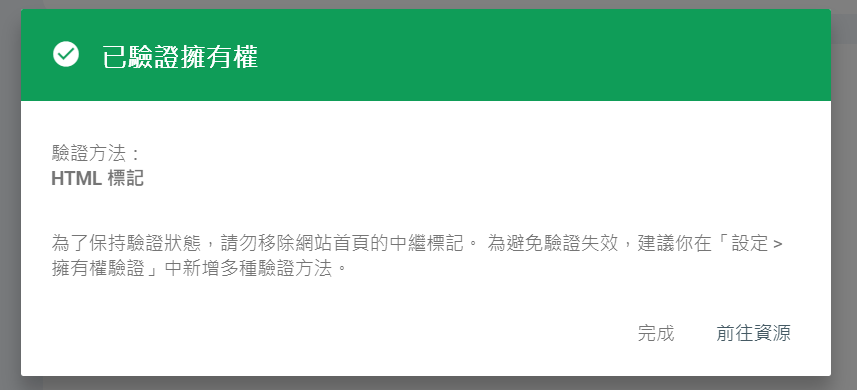 已驗證擁有權
驗證方法：
HTML 標記
為了保持驗證狀態，請勿移除網站首頁的中繼標記。 為避免驗證失效，建議你在「設定 >
擁有權驗證」中新增多種驗證方法。
完成 前往資源